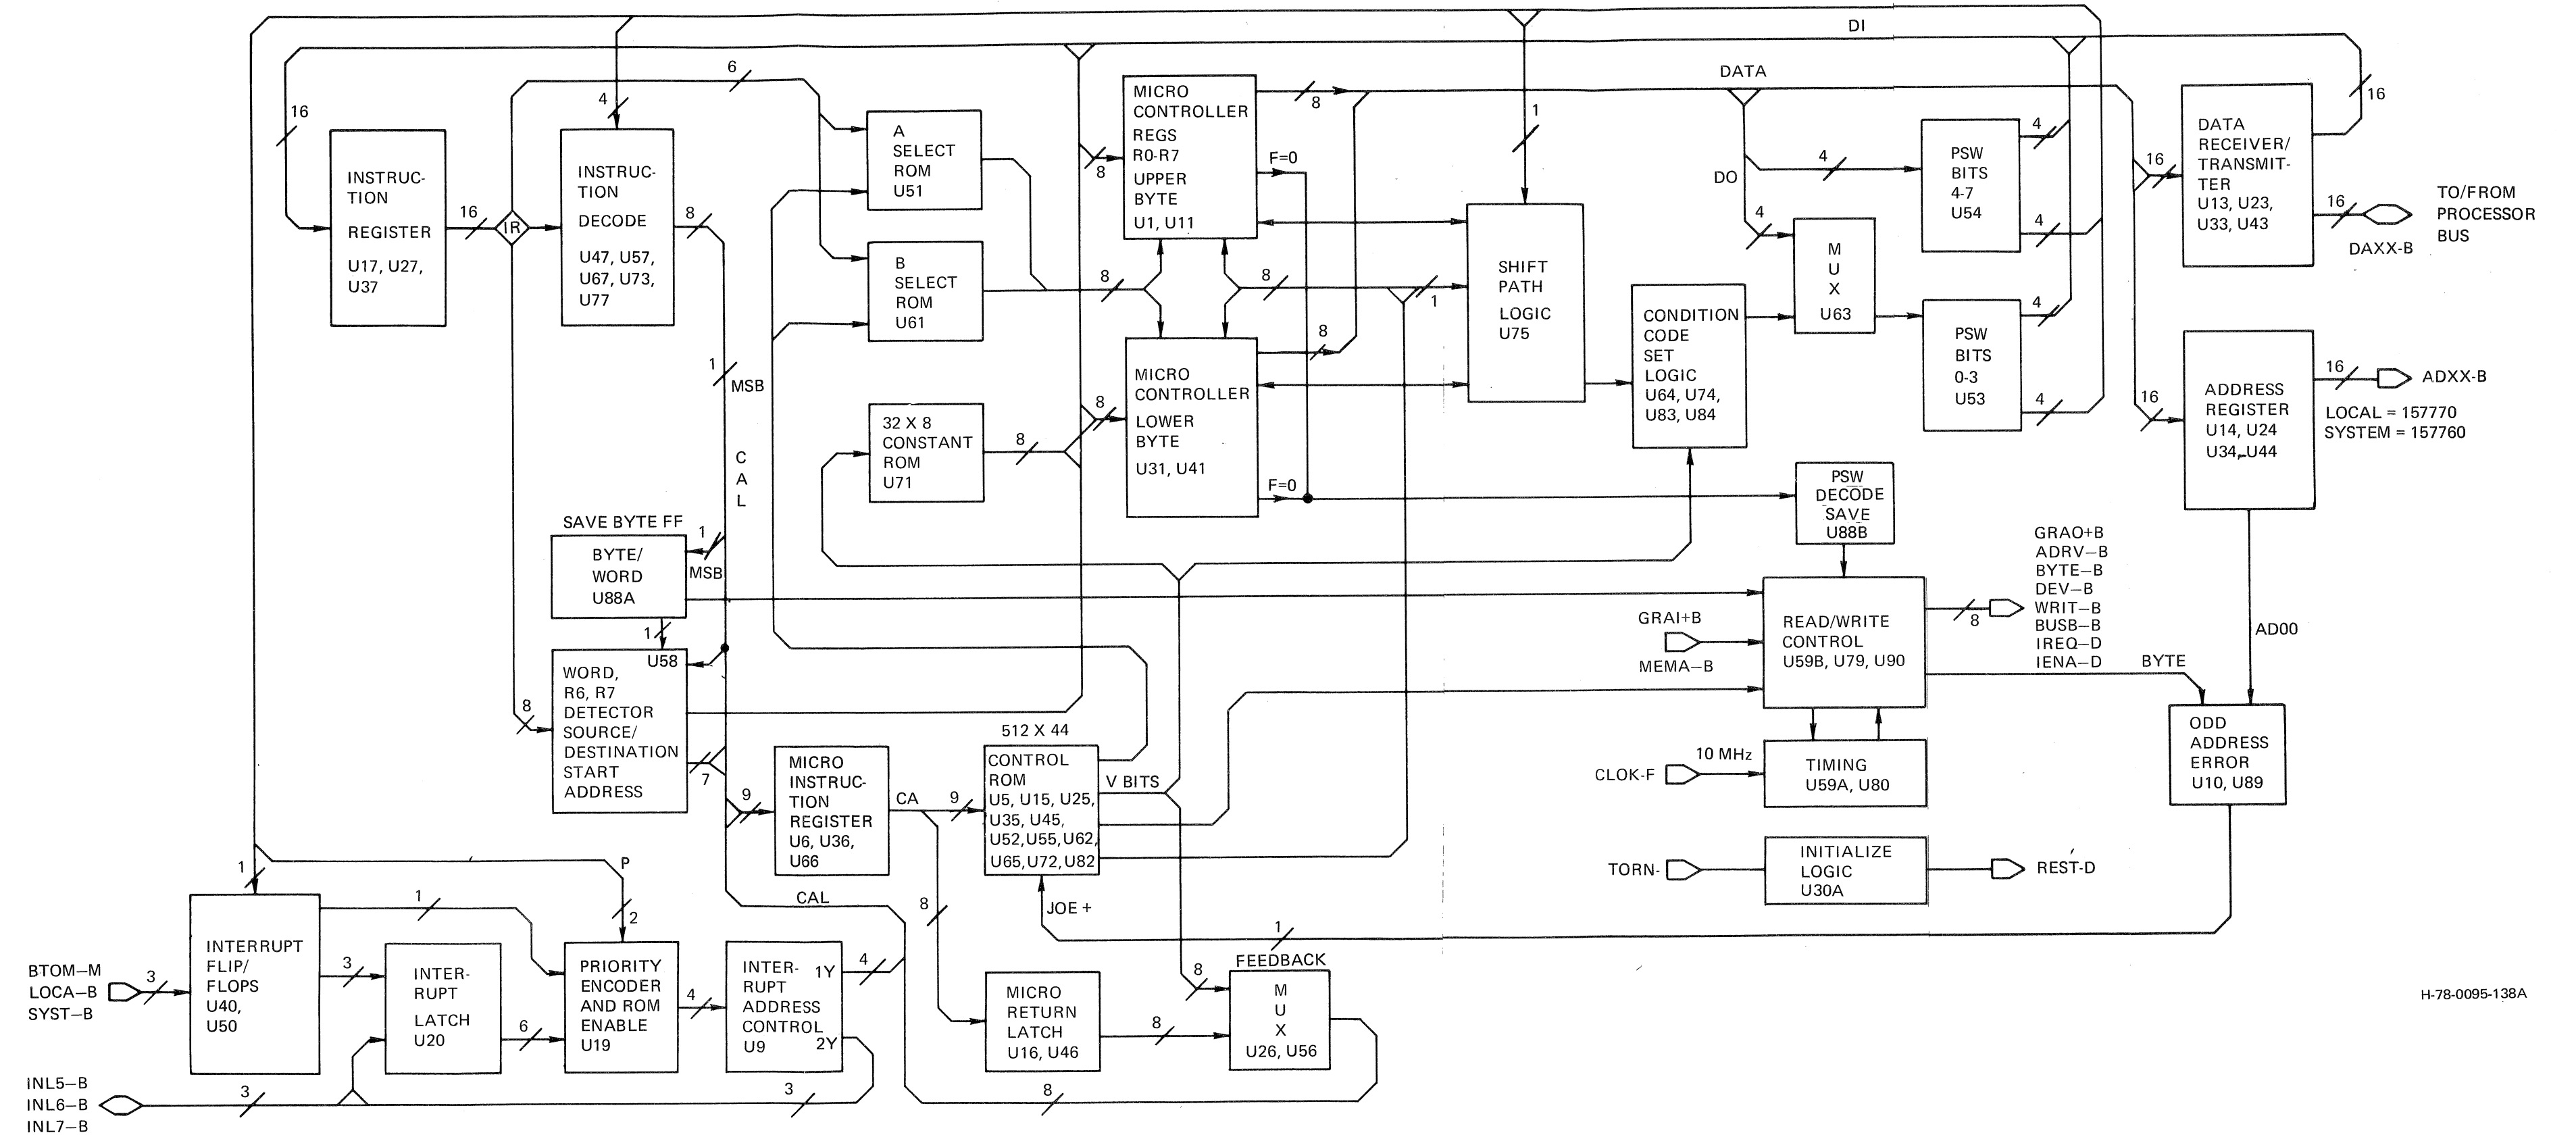 DI
DATA
6
16
4
8
16
INSTRUC-
TION
REGISTER
U17, U27,
U37
16
IR
INSTRUC-
TION
DECODE
U47, U57,
U67, U73,
U77
8
A
SELECT
ROM
U51
B
SELECT
ROM
U61
32 X 8
CONSTANT
ROM
U71
8
8
8
MICRO
CONTROLLER
REGS
R0-R7
UPPER
BYTE
U1, U11
F=0
8
8
8
MICRO
CONTROLLER
LOWER
BYTE
U31, U41
F=0
1
1
SHIFT
PATH
LOGIC
U75
CONDITION
CODE
SET
LOGIC
U64, U74,
U83, U84
DO
4
4
M
U
X
U63
PSW
BITS
4-7
U54
4
4
PSW
BITS
0-3
U53
4
4
16
DATA
RECEIVER/
TRANSMIT-
TER
U13, U23,
U33, U43
16
DAXX-B
TO/FROM
PROCESSOR
BUS
16
ADDRESS
REGISTER
U14, U24
U34, U44
16
ADXX-B
LOCAL = 157770
SYSTEM = 157760
1
MSB
C
A
L
SAVE BYTE FF
BYTE/
WORD
U88A
1
MSB
1
U58
WORD,
R6, R7
DETECTOR
SOURCE/
DESTINATION
START
ADDRESS
8
7
9
MICRO
INSTRUC-
TION
REGISTER
U6, U36,
U66
CA
9
512 X 44
CONTROL
ROM
U5, U15, U25,
U35, U45,
U52, U55, U62,
U65, U72, U82
V BITS
JOE +
PSW
DECODE
SAVE
U88B
GRAI+B
MEMA–B
READ/WRITE
CONTROL
U59B, U79, U90
8
GRAO+B
ADRV–B
BYTE–B
DEV–B
WRIT–B
BUSB–B
IREQ–D
IENA–D
BYTE
AD00
ODD
ADDRESS
ERROR
U10, U89
CLOK-F
10 MHz
TIMING
U59A, U80
TORN-
INITIALIZE
LOGIC
U30A
REST-D
1
P
2
CAL
8
1
1
BTOM–M
LOCA–B
SYST–B
3
INTERRUPT
FLIP/
FLOPS
U40,
U50
3
INTER-
RUPT
LATCH
U20
6
PRIORITY
ENCODER
AND ROM
ENABLE
U19
4
INTER-
RUPT
ADDRESS
CONTROL
U9
1Y
2Y
4
MICRO
RETURN
LATCH
U16, U46
8
8
FEEDBACK
M
U
X
U26, U56
8
3
3
INL5–B
INL6–B
INL7–B
H-78-0095-138A